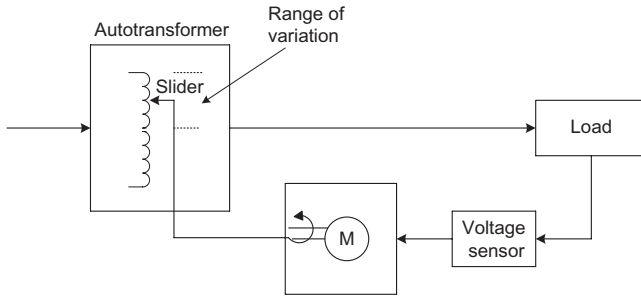 Range of
variation
Autotransformer
Slider
Load
M
Voltage
sensor